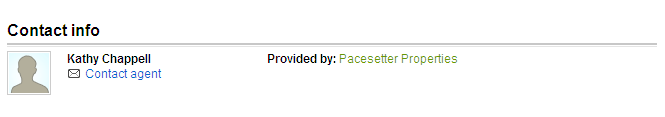 Contact info
Kathy Chappell
Contact agent
Provided by: Pacesetter Properties